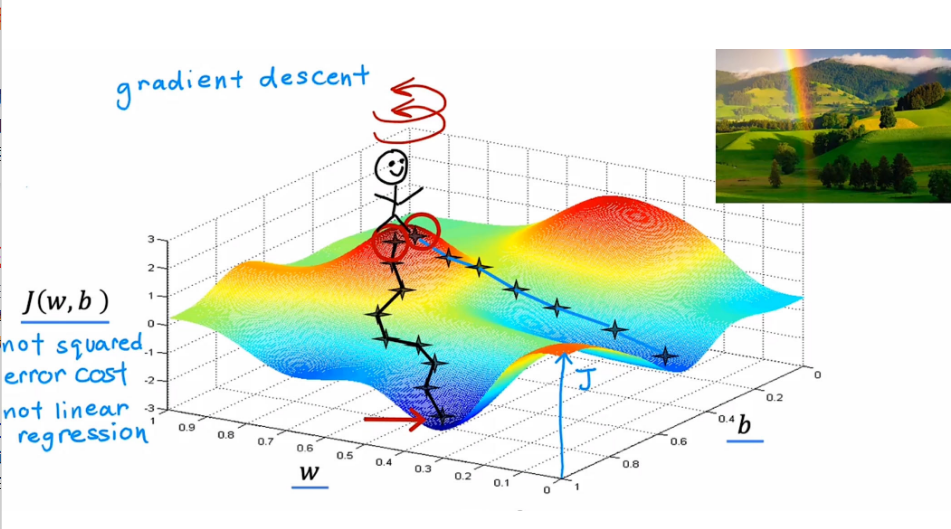 gradient descent
J(w, b)
not squared
error cost
not linear
regression
3
2
1
0
-1
-2
-3
1
0.9
0.8
0.7
0.6
0.5
0.4
0.3
0.2
0.1
0
w
1
0.8
0.6
0.4
0.2
0
b
J